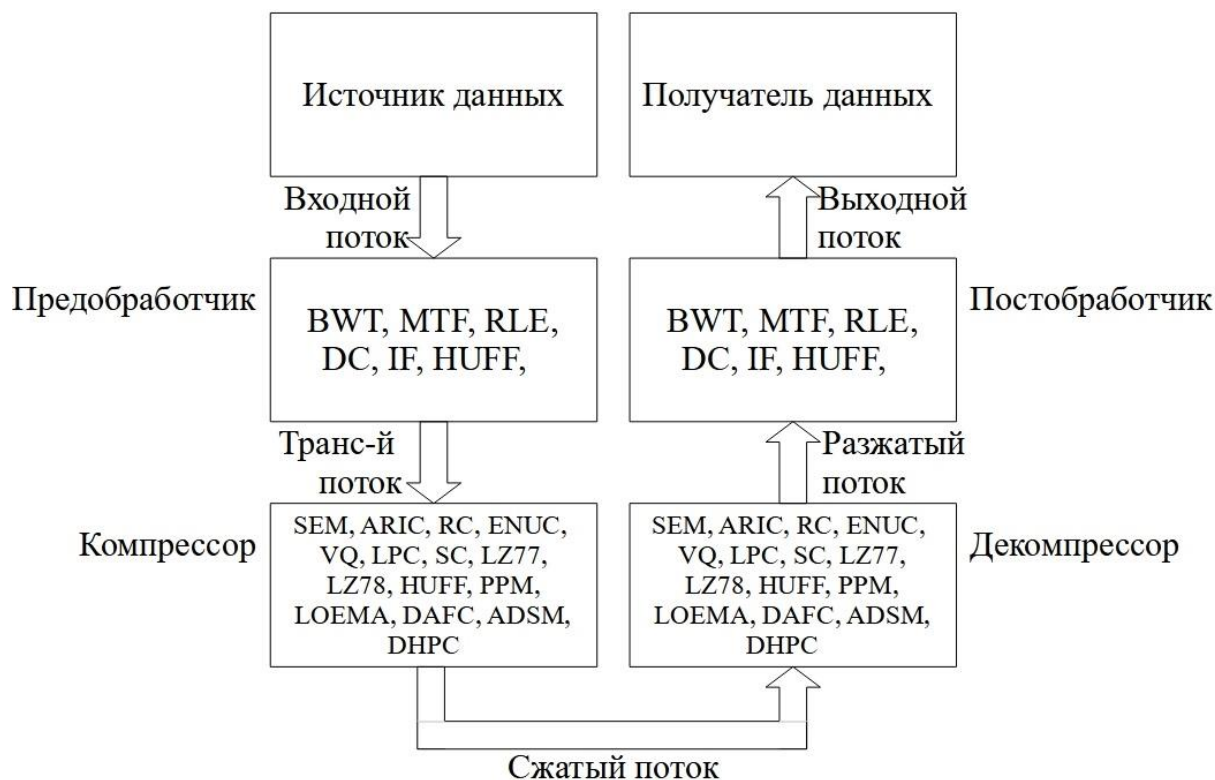 Источник данных
Получатель данных
Входной
поток
Выходной
поток
Предобработчик
BWT, MTF, RLE,
DC, IF, HUFF,
BWT, MTF, RLE,
DC, IF, HUFF,
Постобработчик
Транс-й
поток
Разжатый
поток
Компрессор
SEM, ARIC, RC, ENUC,
VQ, LPC, SC, LZ77,
LZ78, HUFF, PPM,
LOEMA, DAFC, ADSM,
DHPC
SEM, ARIC, RC, ENUC,
VQ, LPC, SC, LZ77,
LZ78, HUFF, PPM,
LOEMA, DAFC, ADSM,
DHPC
Декомпрессор
Сжатый поток